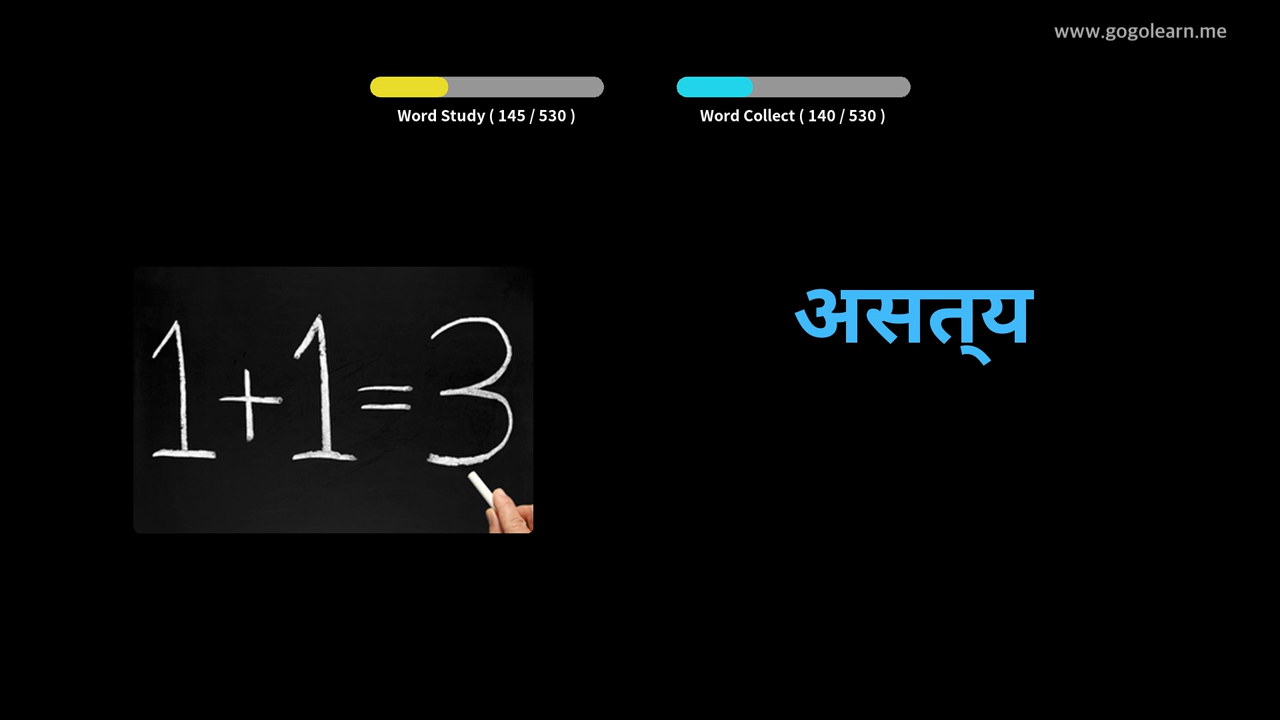 www.gogolearn.me
Word Study ( 145 / 530 )
Word Collect ( 140 / 530 )
असत्य
1+1=3